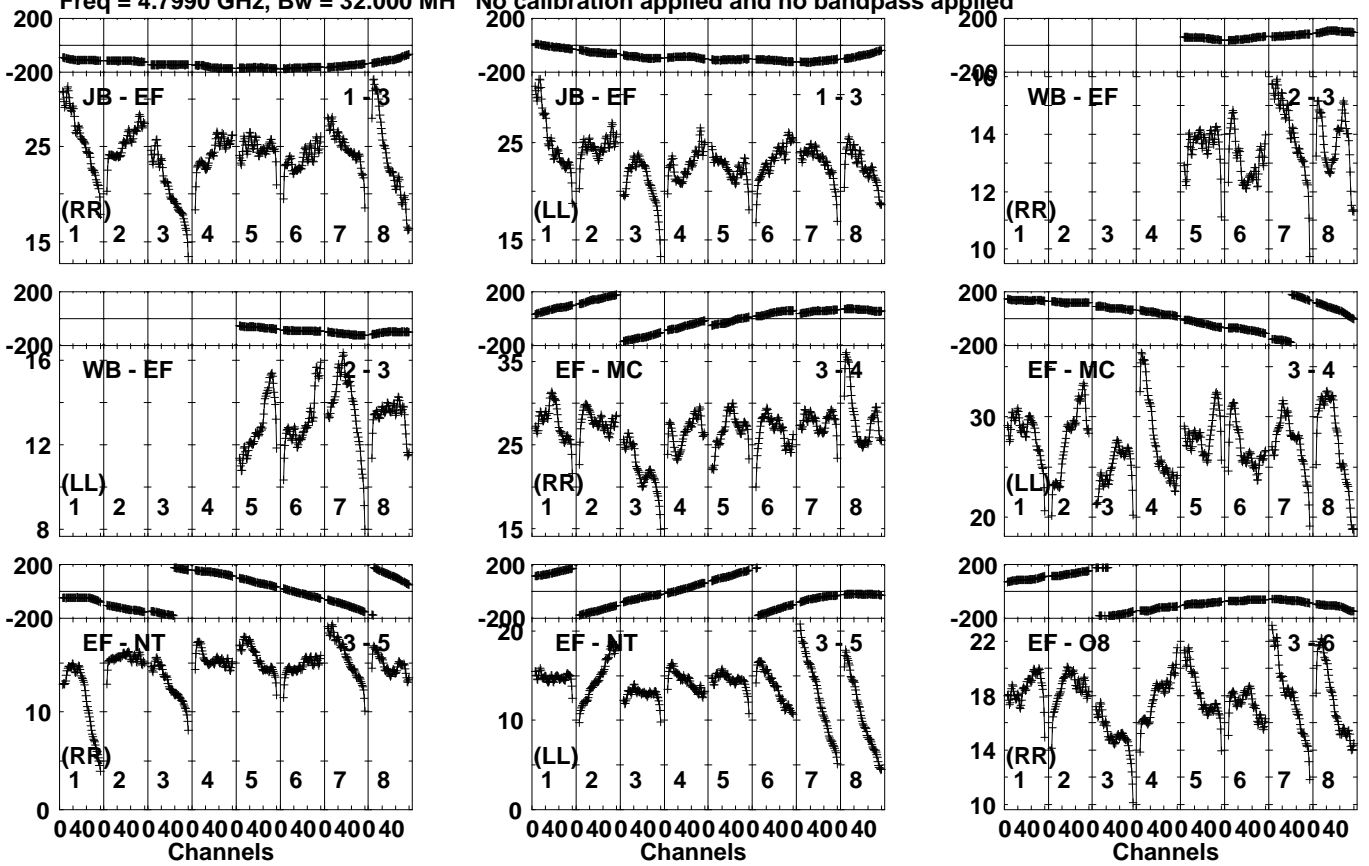 Freq = 4.7990 GHz, Bw = 32.000 MH No calibration applied and no bandpass applied
200
-200
JB - EF 1 - 3
25
15
(RR)
1 2 3 4 5 6 7 8
JB - EF 1 - 3
25
15
(LL)
1 2 3 4 5 6 7 8
200
-200
16
WB - EF 2 - 3
14
12
10
(RR)
1 2 3 4 5 6 7 8
200
-200
16
WB - EF 2 - 3
12
8
(LL)
1 2 3 4 5 6 7 8
200
-200
35
EF - MC 3 - 4
25
15
(RR)
1 2 3 4 5 6 7 8
200
-200
EF - MC 3 - 4
30
20
(LL)
1 2 3 4 5 6 7 8
200
-200
EF - NT 3 - 5
10
0
(RR)
1 2 3 4 5 6 7 8
200
-200
20
EF - NT 3 - 5
10
0
(LL)
1 2 3 4 5 6 7 8
200
-200
22
EF - O8 3 - 6
18
14
10
(RR)
1 2 3 4 5 6 7 8
0 40 0 40 0 40 0 40 0 40 0 40 0 40 0 40
Channels
0 40 0 40 0 40 0 40 0 40 0 40 0 40 0 40
Channels
0 40 0 40 0 40 0 40 0 40 0 40 0 40 0 40
Channels